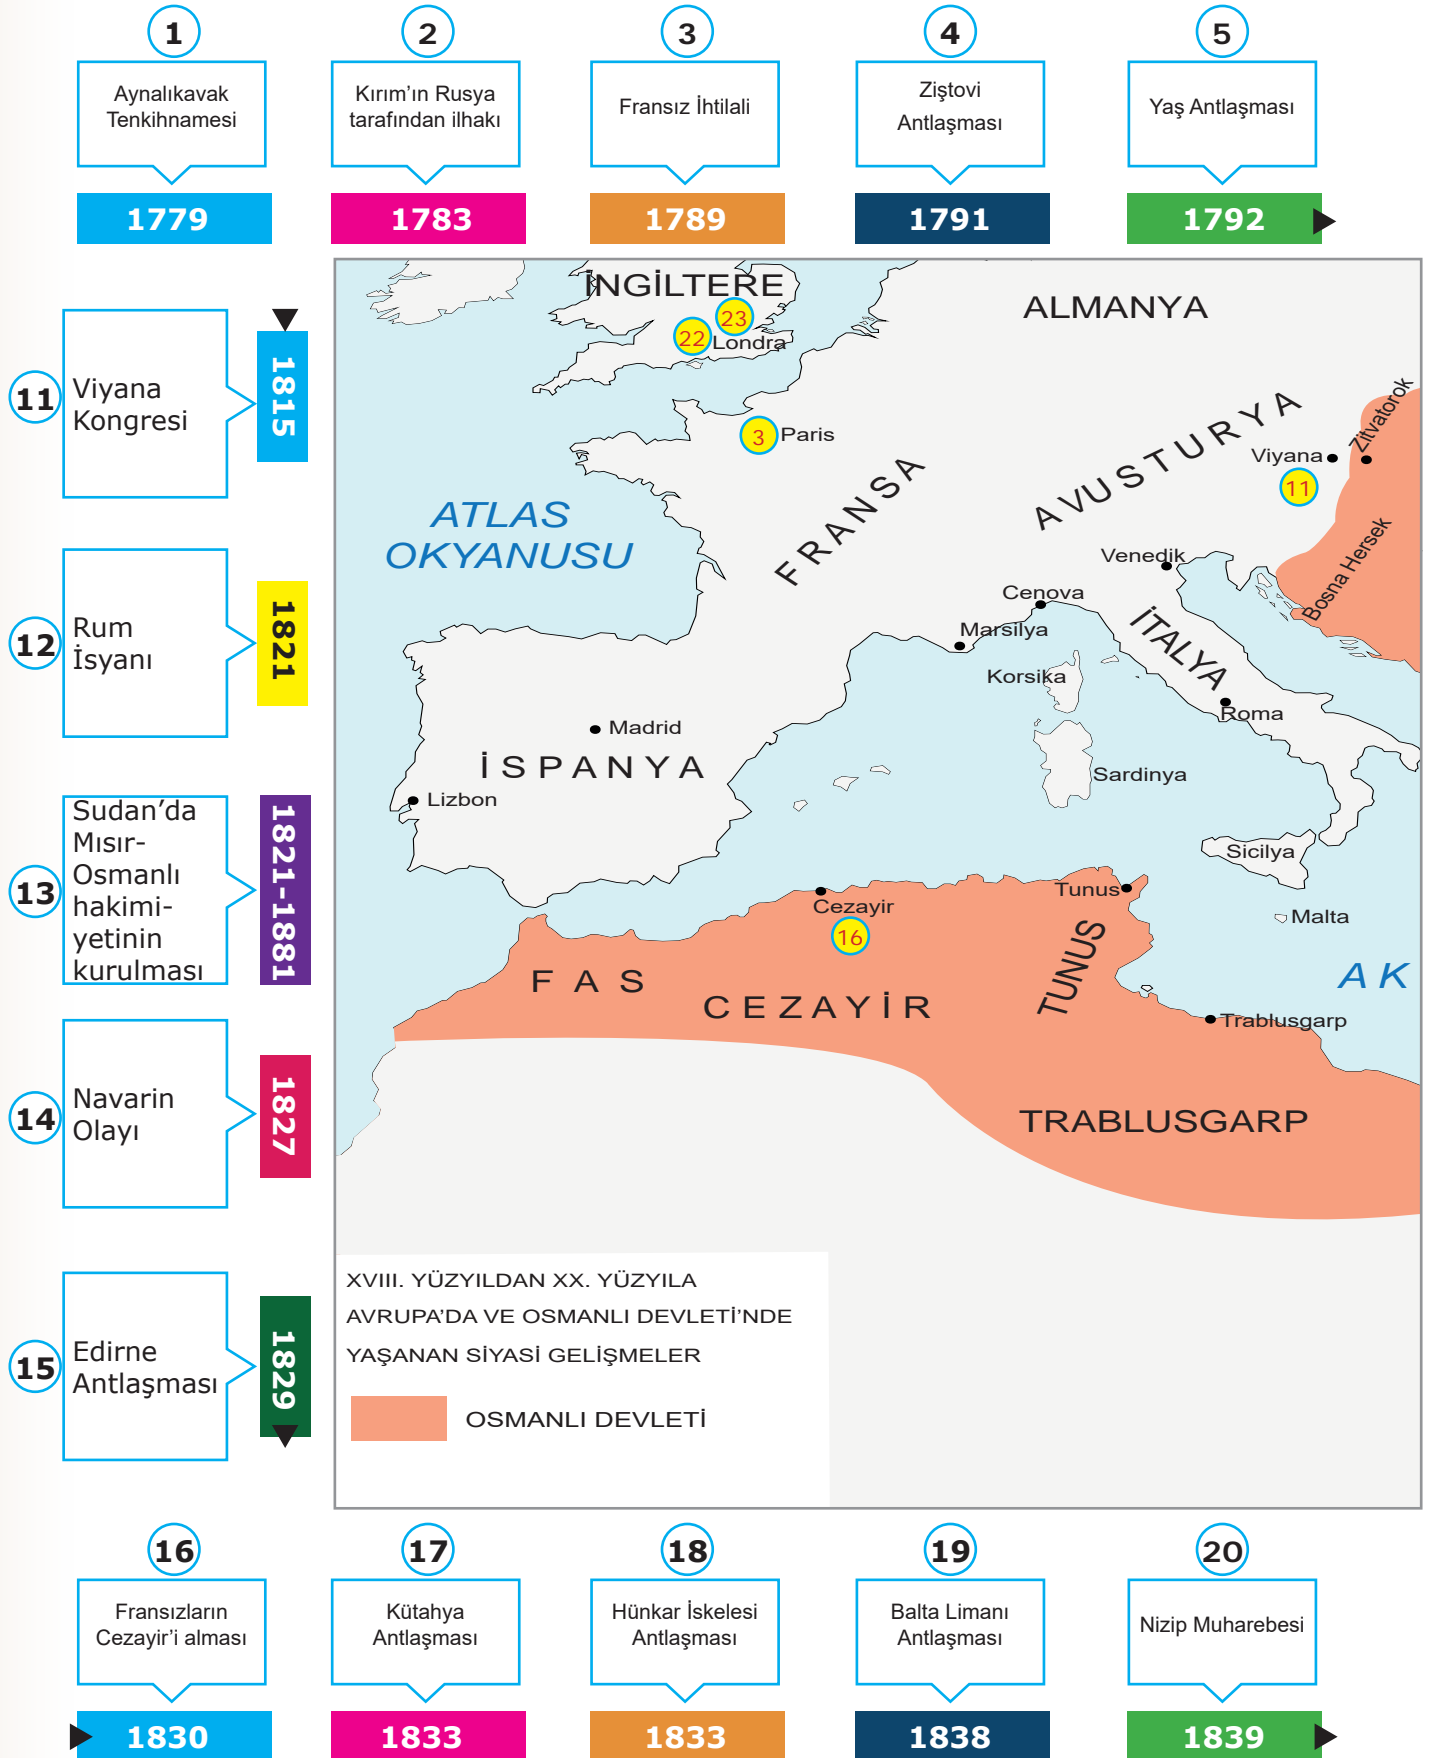 1
2
3
4
5
Aynalıkavak
Tenkihnamesi
Kırım’ın Rusya
tarafından ilhakı
Fransız İhtilali
Ziştovi
Antlaşması
Yaş Antlaşması
1779
1783
1789
1791
1792
11
Viyana
Kongresi
1815
12
Rum
İsyanı
1821
13
Sudan’da
Mısır-
Osmanlı
hakimi-
yetinin
kurulması
1821-1881
14
Navarin
Olayı
1827
15
Edirne
Antlaşması
1829
İNGİLTERE
23
22
Londra
ALMANYA
3
Paris
AVUSTURYA
Zitvatorok
Viyana
11
ATLAS
OKYANUSU
FRANSA
Bosna Hersek
Venedik
Cenova
Marsilya
İTALYA
Korsika
Roma
Madrid
İSPANYA
Sardinya
Lizbon
Sicilya
Tunus
Cezayir
16
Malta
FAS
CEZAYİR
TUNUS
AK
Trablusgarp
TRABLUSGARP
XVIII. YÜZYILDAN XX. YÜZYILA
AVRUPA’DA VE OSMANLI DEVLETİ’NDE
YAŞANAN SİYASİ GELİŞMELER
OSMANLI DEVLETİ
16
17
18
19
20
Fransızların
Cezayir’i alması
Kütahya
Antlaşması
Hünkar İskelesi
Antlaşması
Balta Limanı
Antlaşması
Nizip Muharebesi
1830
1833
1833
1838
1839